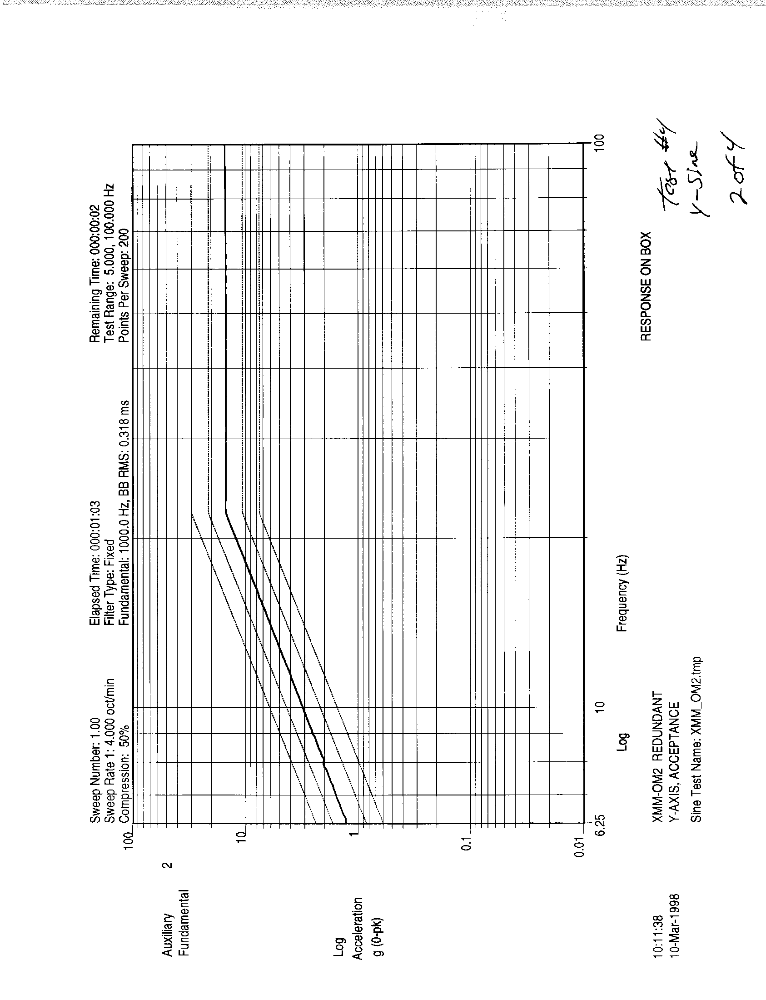 Sweep Number: 1.00
Sweep Rate 1: 4.000 oct/min
Compression: 50%
Elapsed Time: 000:01:03
Filter Type: Fixed
Fundamental: 1000.0 Hz, BB RMS: 0.318 ms
Remaining Time: 000:00:02
Test Range: 5.000, 100.000 Hz
Points Per Sweep: 200
Auxiliary 2
Fundamental
Log
Acceleration
g (0-pk)
100
10
1
0.1
0.01
6.25
10
100
Log
Frequency (Hz)
10:11:38
10-Mar-1998
XMM-OM2 REDUNDANT
Y-AXIS, ACCEPTANCE
Sine Test Name: XMM_OM2.tmp
RESPONSE ON BOX
Test #4
Y-Sine
2 of 4